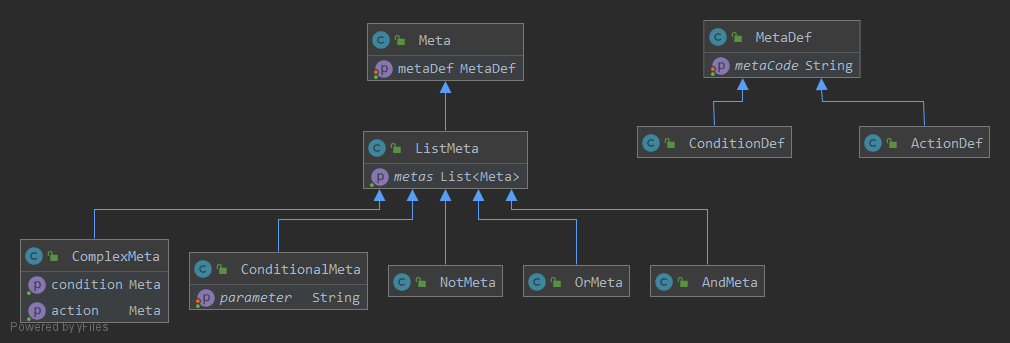 Meta
metaDef MetaDef
MetaDef
metaCode String
ListMeta
metas List<Meta>
ConditionDef
ActionDef
ComplexMeta
condition Meta
action Meta
ConditionalMeta
parameter String
NotMeta
OrMeta
AndMeta
Powered by yFiles